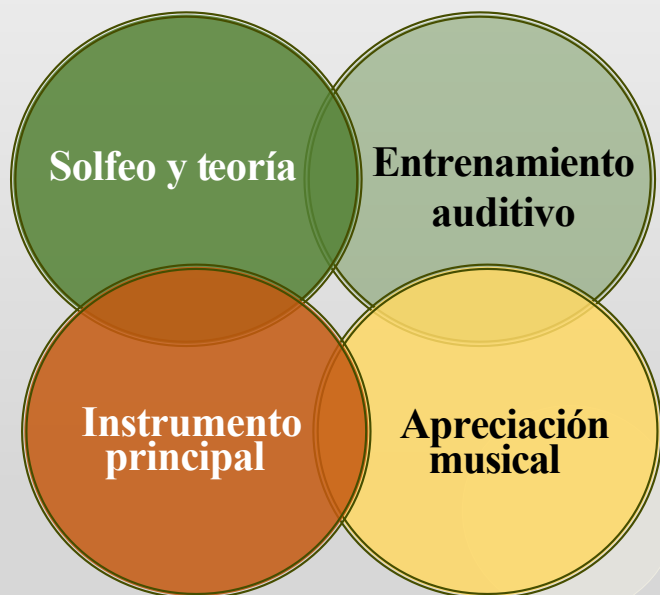 Solfeo y teoría
Entrenamiento
auditivo
Instrumento
principal
Apreciación
musical